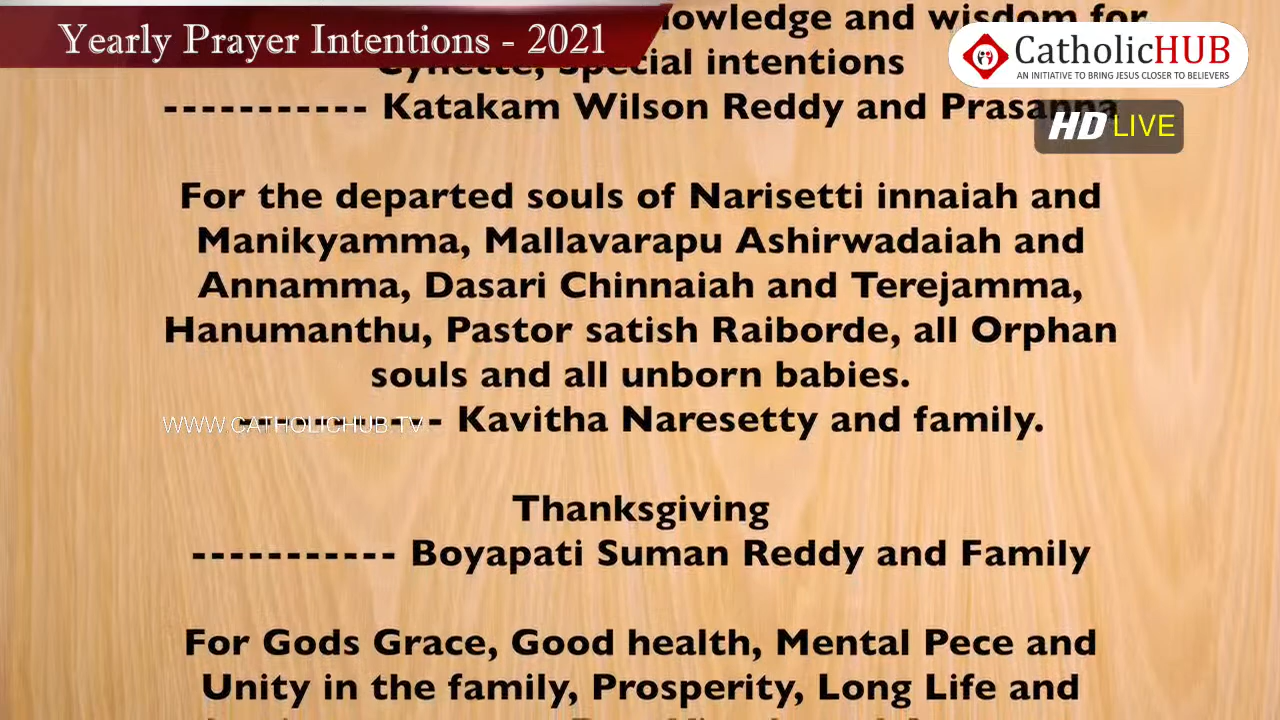 Yearly Prayer Intentions - 2021
and wisdom for
CatholicHUB
AN INITIATIVE TO BRING JESUS CLOSER TO BELIEVERS
Special intentions
----------- Katakam Wilson Reddy and Prasanna
HD LIVE
For the departed souls of Narisetti innaiah and
Manikyamma, Mallavarapu Ashirwadaiah and
Annamma, Dasari Chinnaiah and Terejamma,
Hanumanthu, Pastor satish Raiborde, all Orphan
souls and all unborn babies.
WWW.CATHOLICHUB.TV
----------- Kavitha Naresetty and family.
Thanksgiving
----------- Boyapati Suman Reddy and Family
For Gods Grace, Good health, Mental Pece and
Unity in the family, Prosperity, Long Life and